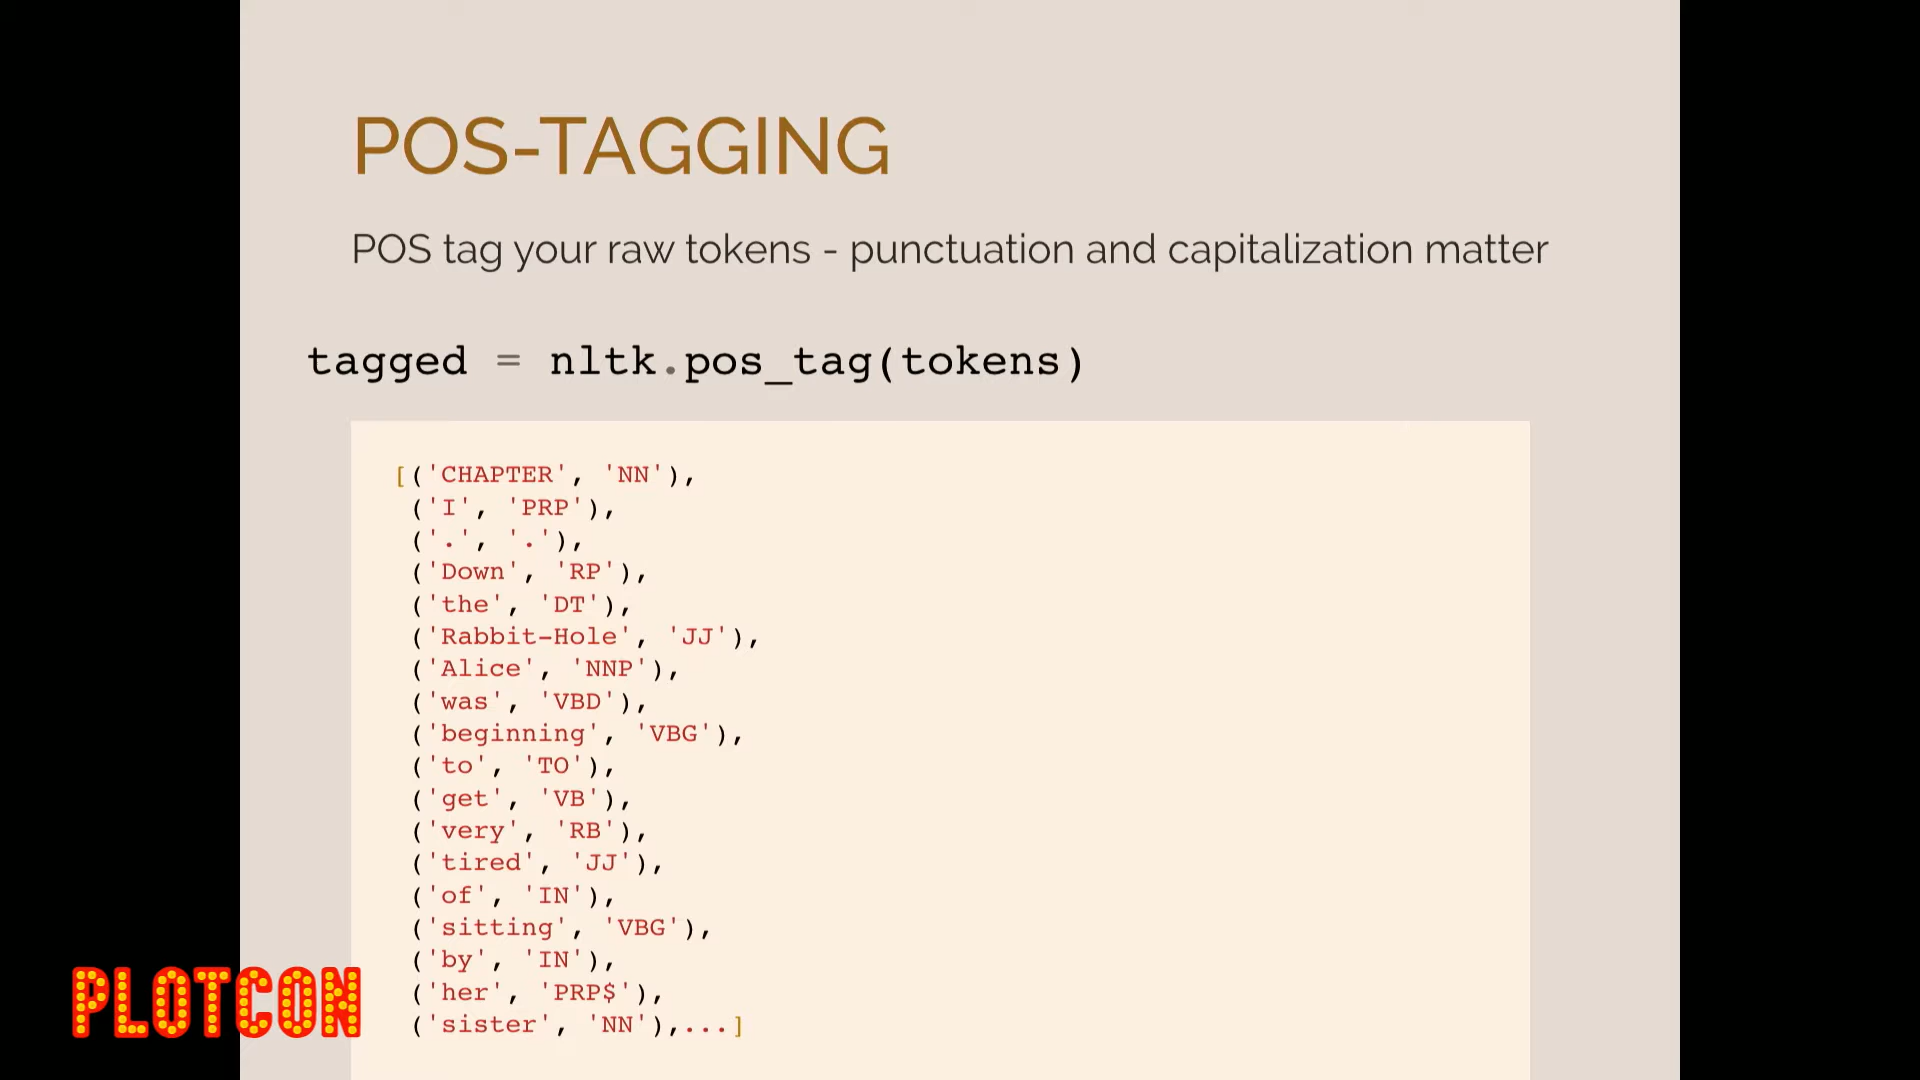 POS-TAGGING
POS tag your raw tokens - punctuation and capitalization matter
tagged = nltk.pos_tag(tokens)
[('CHAPTER', 'NN'),
('I', 'PRP'),
('.', '.'),
('Down', 'RP'),
('the', 'DT'),
('Rabbit-Hole', 'JJ'),
('Alice', 'NNP'),
('was', 'VBD'),
('beginning', 'VBG'),
('to', 'TO'),
('get', 'VB'),
('very', 'RB'),
('tired', 'JJ'),
('of', 'IN'),
('sitting', 'VBG'),
('by', 'IN'),
('her', 'PRP$'),
('sister', 'NN'),...]
PLOTCON